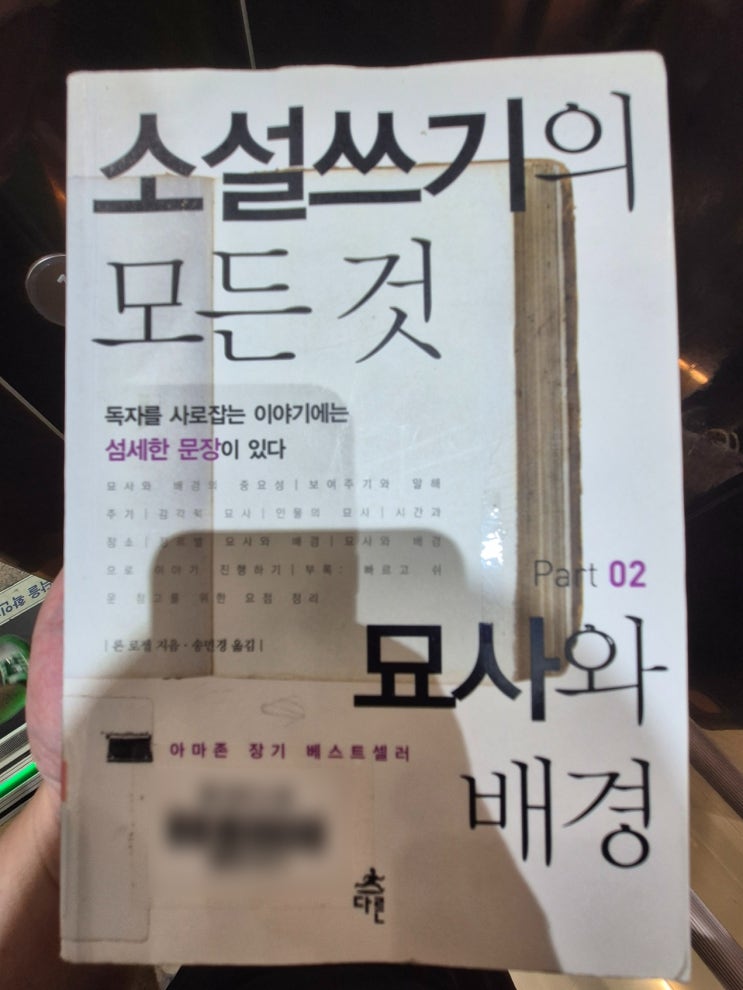 소설쓰기의
모든 것
독자를 사로잡는 이야기에는
섬세한 문장이 있다
묘사와 배경의 중요성 | 보여주기와 말해
주기 | 감각적 묘사 | 인물의 묘사 | 시간과
장소 | 장르별 묘사와 배경 | 묘사와 배경
으로 이야기 진행하기 | 부록: 빠르고 쉬
운 참고를 위한 요점 정리
| 론 로젤 지음 · 송민경 옮김 |
Part 02
묘사와
배경
아마존 장기 베스트셀러
다른